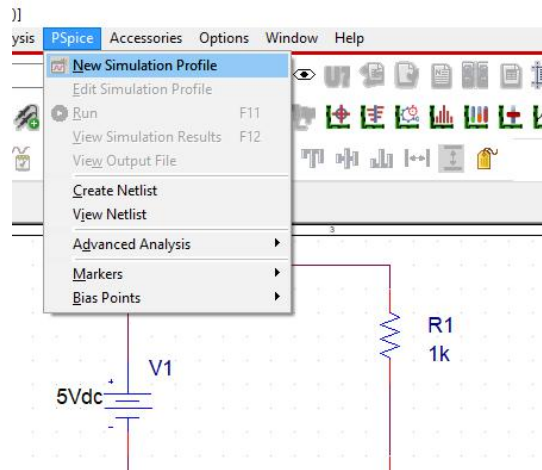 )]
ysis PSpice Accessories Options Window Help
New Simulation Profile
Edit Simulation Profile
Run F11
View Simulation Results F12
View Output File
Create Netlist
View Netlist
Advanced Analysis
Markers
Bias Points
U?
3
R1
1k
V1
5Vdc
+
-